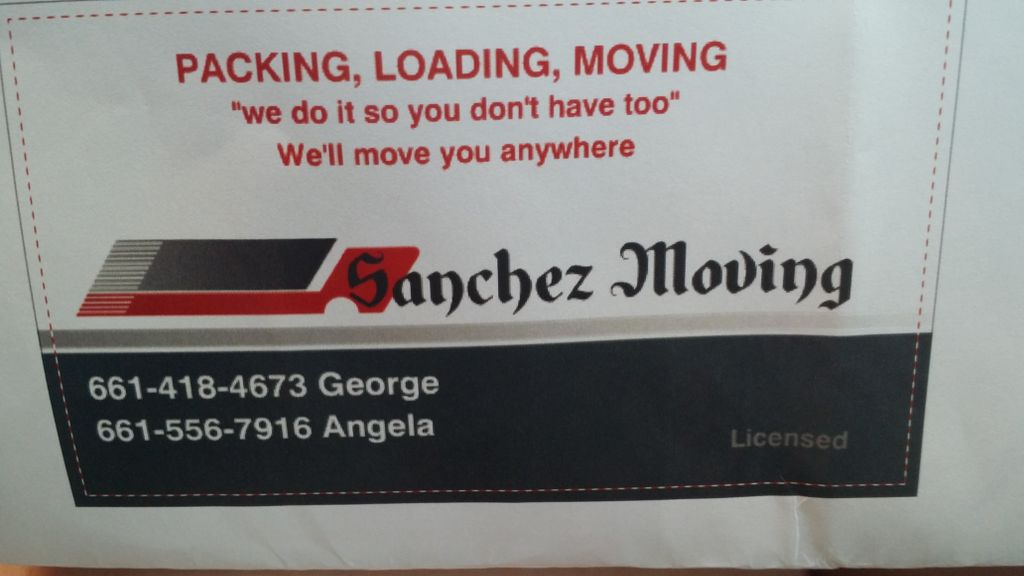 PACKING, LOADING, MOVING
"we do it so you don't have too"
We'll move you anywhere
Sanchez Moving
661-418-4673 George
661-556-7916 Angela
Licensed